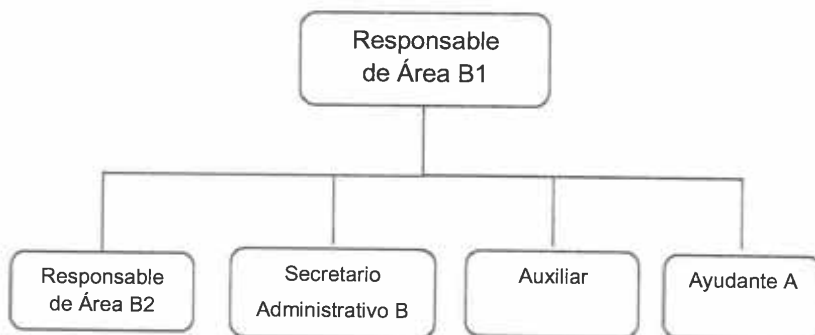 Responsable
de Área B1
Responsable
de Área B2
Secretario
Administrativo B
Auxiliar
Ayudante A